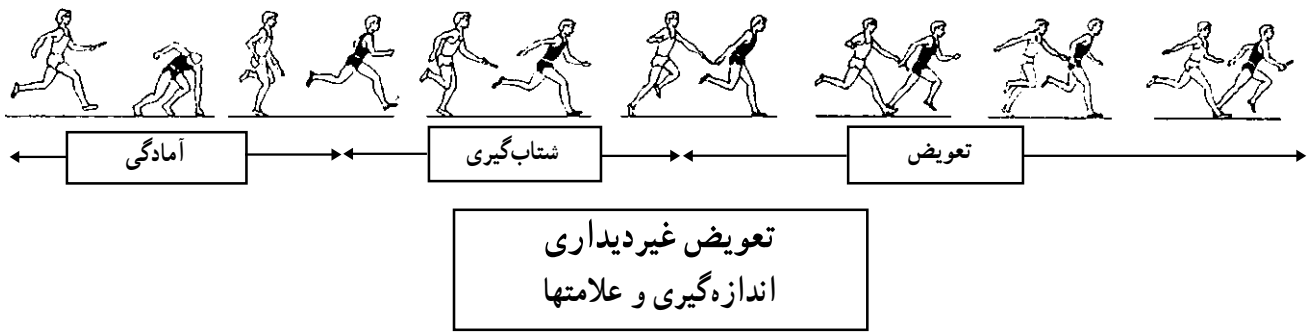 آمادگی
شتاب‌گیری
تعویض
تعویض غیردیداری
اندازه‌گیری و علامتها